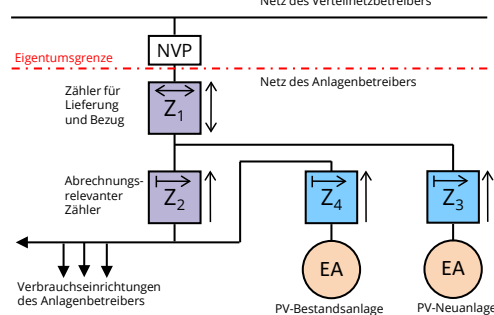 Netz des Verteilnetzbetreibers
NVP
Eigentumsgrenze
Netz des Anlagenbetreibers
Zähler für
Lieferung
und Bezug
Z1
Abrechnungs-
relevanter
Zähler
Z2
Z4
Z3
EA
EA
Verbrauchseinrichtungen
des Anlagenbetreibers
PV-Bestandsanlage
PV-Neuanlage